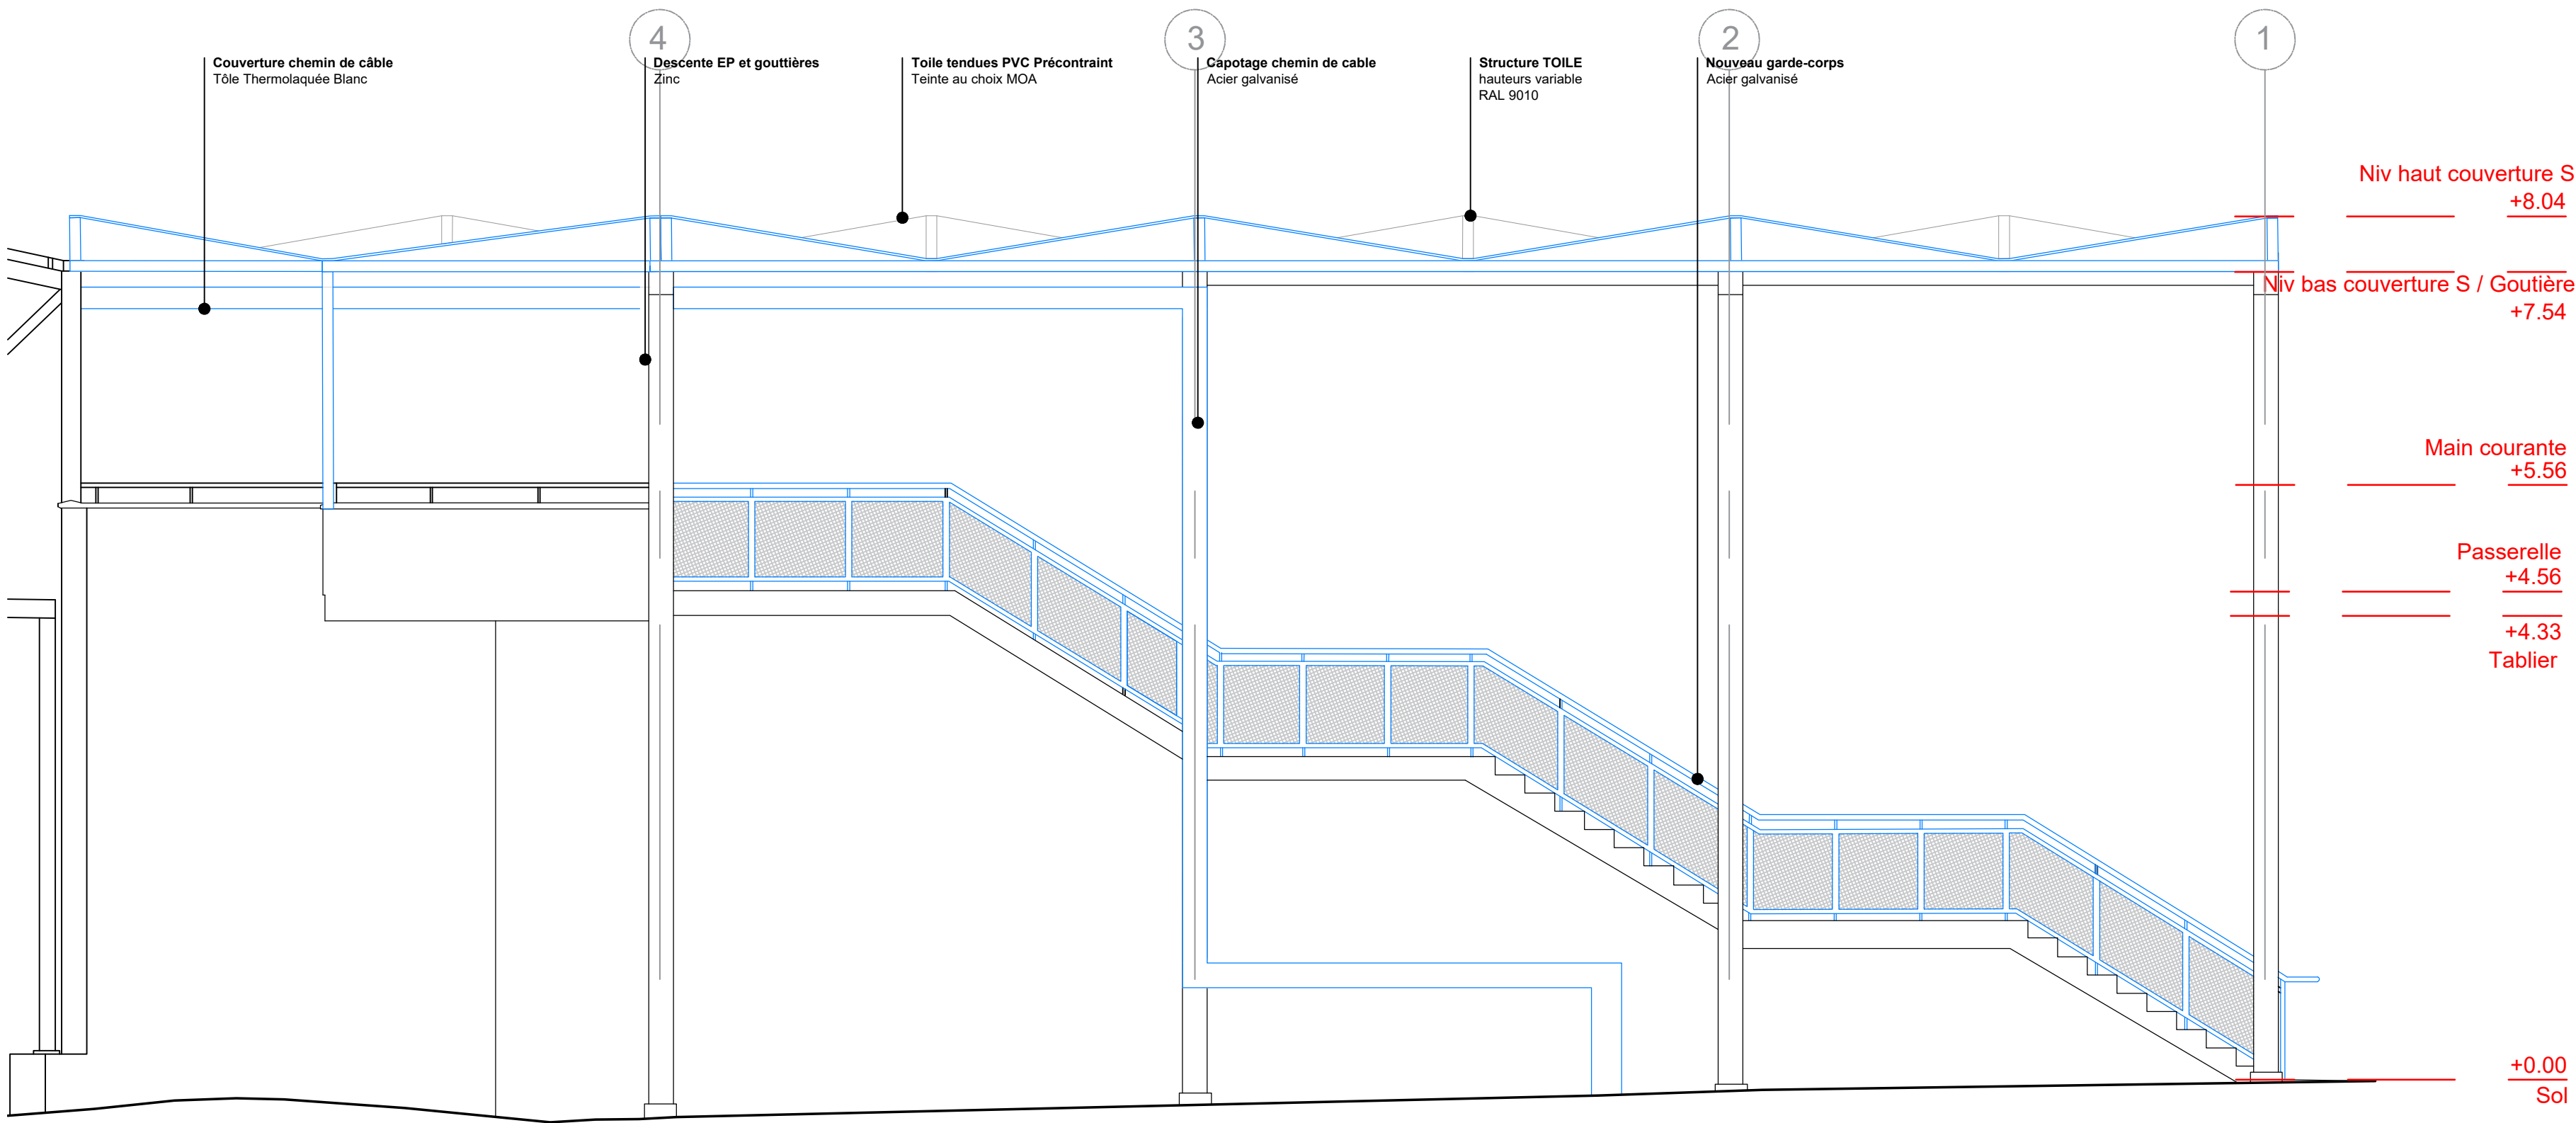 4
3
2
1
Couverture chemin de câble
Tôle Thermolaquée Blanc
Descente EP et gouttières
Zinc
Toile tendues PVC Précontraint
Teinte au choix MOA
Capotage chemin de cable
Acier galvanisé
Structure TOILE
hauteurs variable
RAL 9010
Nouveau garde-corps
Acier galvanisé
Niv haut couverture S
+8.04
Niv bas couverture S / Goutière
+7.54
Main courante
+5.56
Passerelle
+4.56
+4.33
Tablier
+0.00
Sol